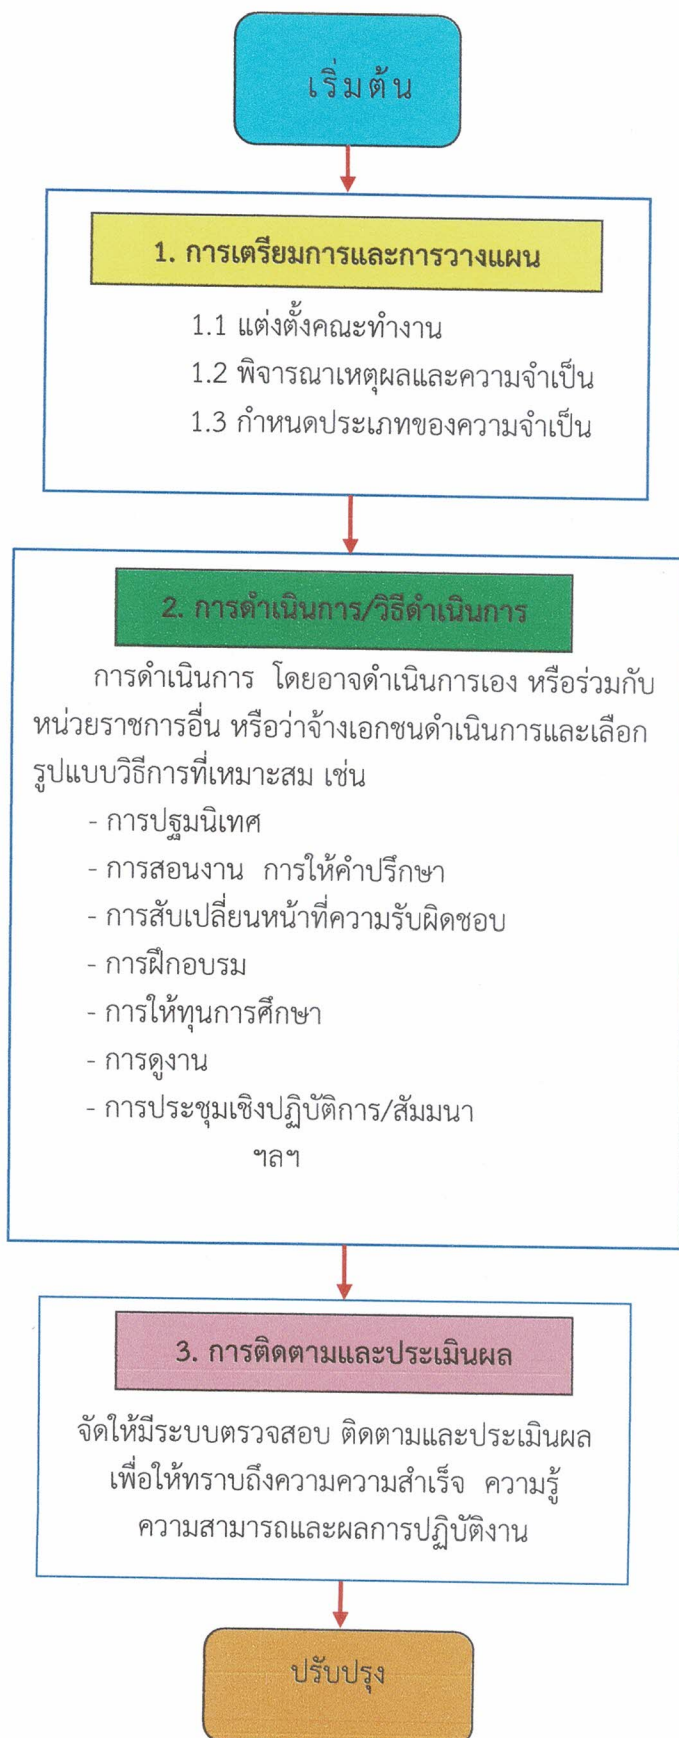 เริ่มต้น
1. การเตรียมการและการวางแผน
1.1 แต่งตั้งคณะทำงาน
1.2 พิจารณาเหตุผลและความจำเป็น
1.3 กำหนดประเภทของความจำเป็น
2. การดำเนินการ/วิธีดำเนินการ
การดำเนินการ โดยอาจดำเนินการเอง หรือร่วมกับ
หน่วยราชการอื่น หรือว่าจ้างเอกชนดำเนินการและเลือก
รูปแบบวิธีการที่เหมาะสม เช่น
- การปฐมนิเทศ
- การสอนงาน การให้คำปรึกษา
- การสับเปลี่ยนหน้าที่ความรับผิดชอบ
- การฝึกอบรม
- การให้ทุนการศึกษา
- การดูงาน
- การประชุมเชิงปฏิบัติการ/สัมมนา
ฯลฯ
3. การติดตามและประเมินผล
จัดให้มีระบบตรวจสอบ ติดตามและประเมินผล
เพื่อให้ทราบถึงความความสำเร็จ ความรู้
ความสามารถและผลการปฏิบัติงาน
ปรับปรุง